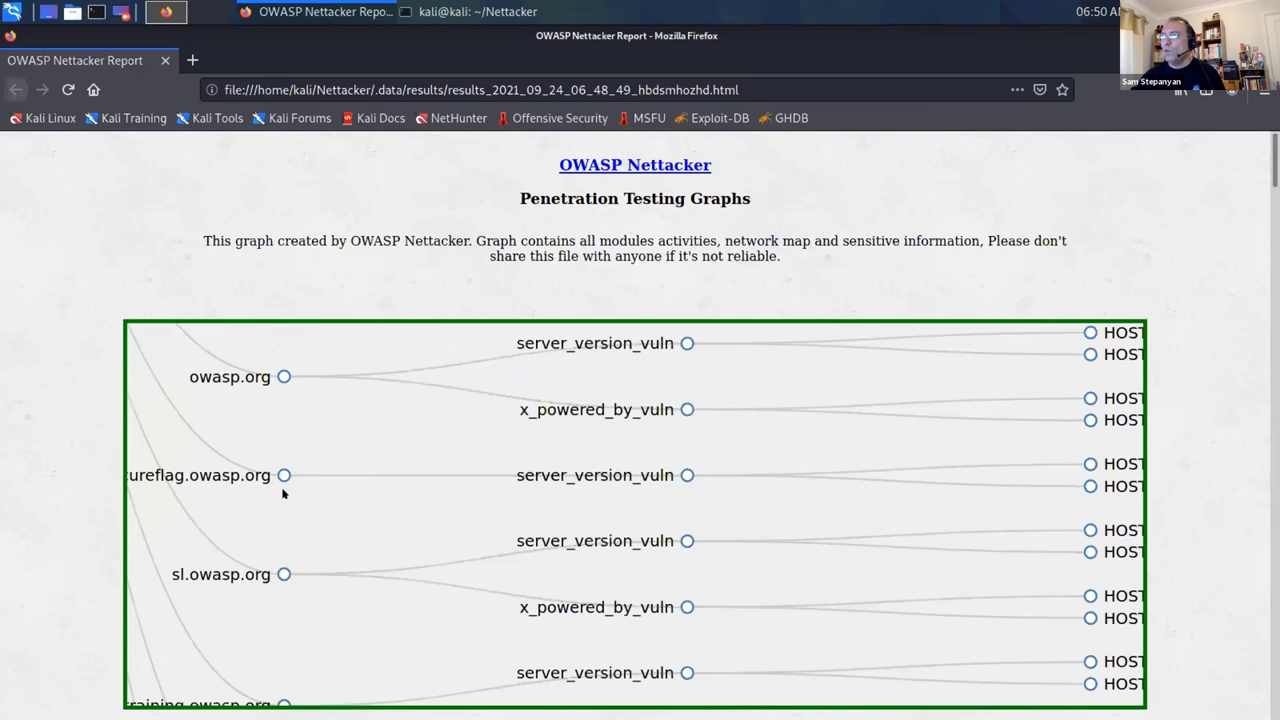 OWASP Nettacker Repo...
kali@kali: ~/Nettacker
06:50
OWASP Nettacker Report - Mozilla Firefox
OWASP Nettacker Report
Sam Stepanyan
file:///home/kali/Nettacker/.data/results/results_2021_09_24_06_48_49_hbdsmhozhd.html
Kali Linux
Kali Training
Kali Tools
Kali Forums
Kali Docs
NetHunter
Offensive Security
MSFU
Exploit-DB
GHDB
OWASP Nettacker
Penetration Testing Graphs
This graph created by OWASP Nettacker. Graph contains all modules activities, network map and sensitive information, Please don't
share this file with anyone if it's not reliable.
server_version_vuln
HOST
HOST
owasp.org
x_powered_by_vuln
HOST
HOST
cureflag.owasp.org
server_version_vuln
HOST
HOST
server_version_vuln
HOST
HOST
sl.owasp.org
x_powered_by_vuln
HOST
HOST
server_version_vuln
HOST
HOST
training.owasp.org